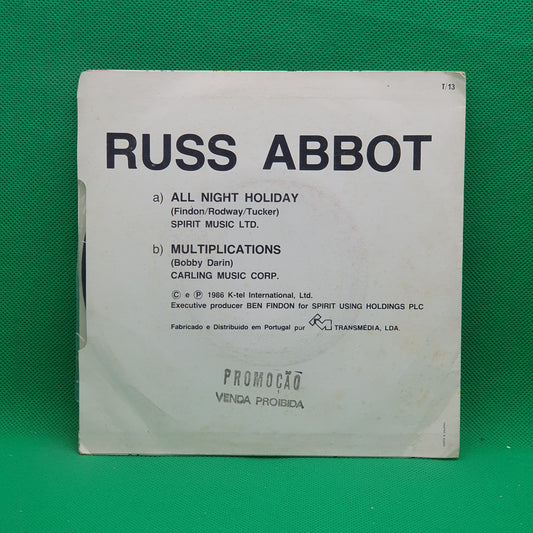 T/13
RUSS ABBOT
a) ALL NIGHT HOLIDAY
(Findon/Rodway/Tucker)
SPIRIT MUSIC LTD.
b) MULTIPLICATIONS
(Bobby Darin)
CARLING MUSIC CORP.
© e ℗ 1986 K-tel International, Ltd.
Executive producer BEN FINDON for SPIRIT USING HOLDINGS PLC
Fabricado e Distribuido em Portugal por TRANSMÉDIA, LDA.
PROMOÇÃO
VENDA PROIBIDA